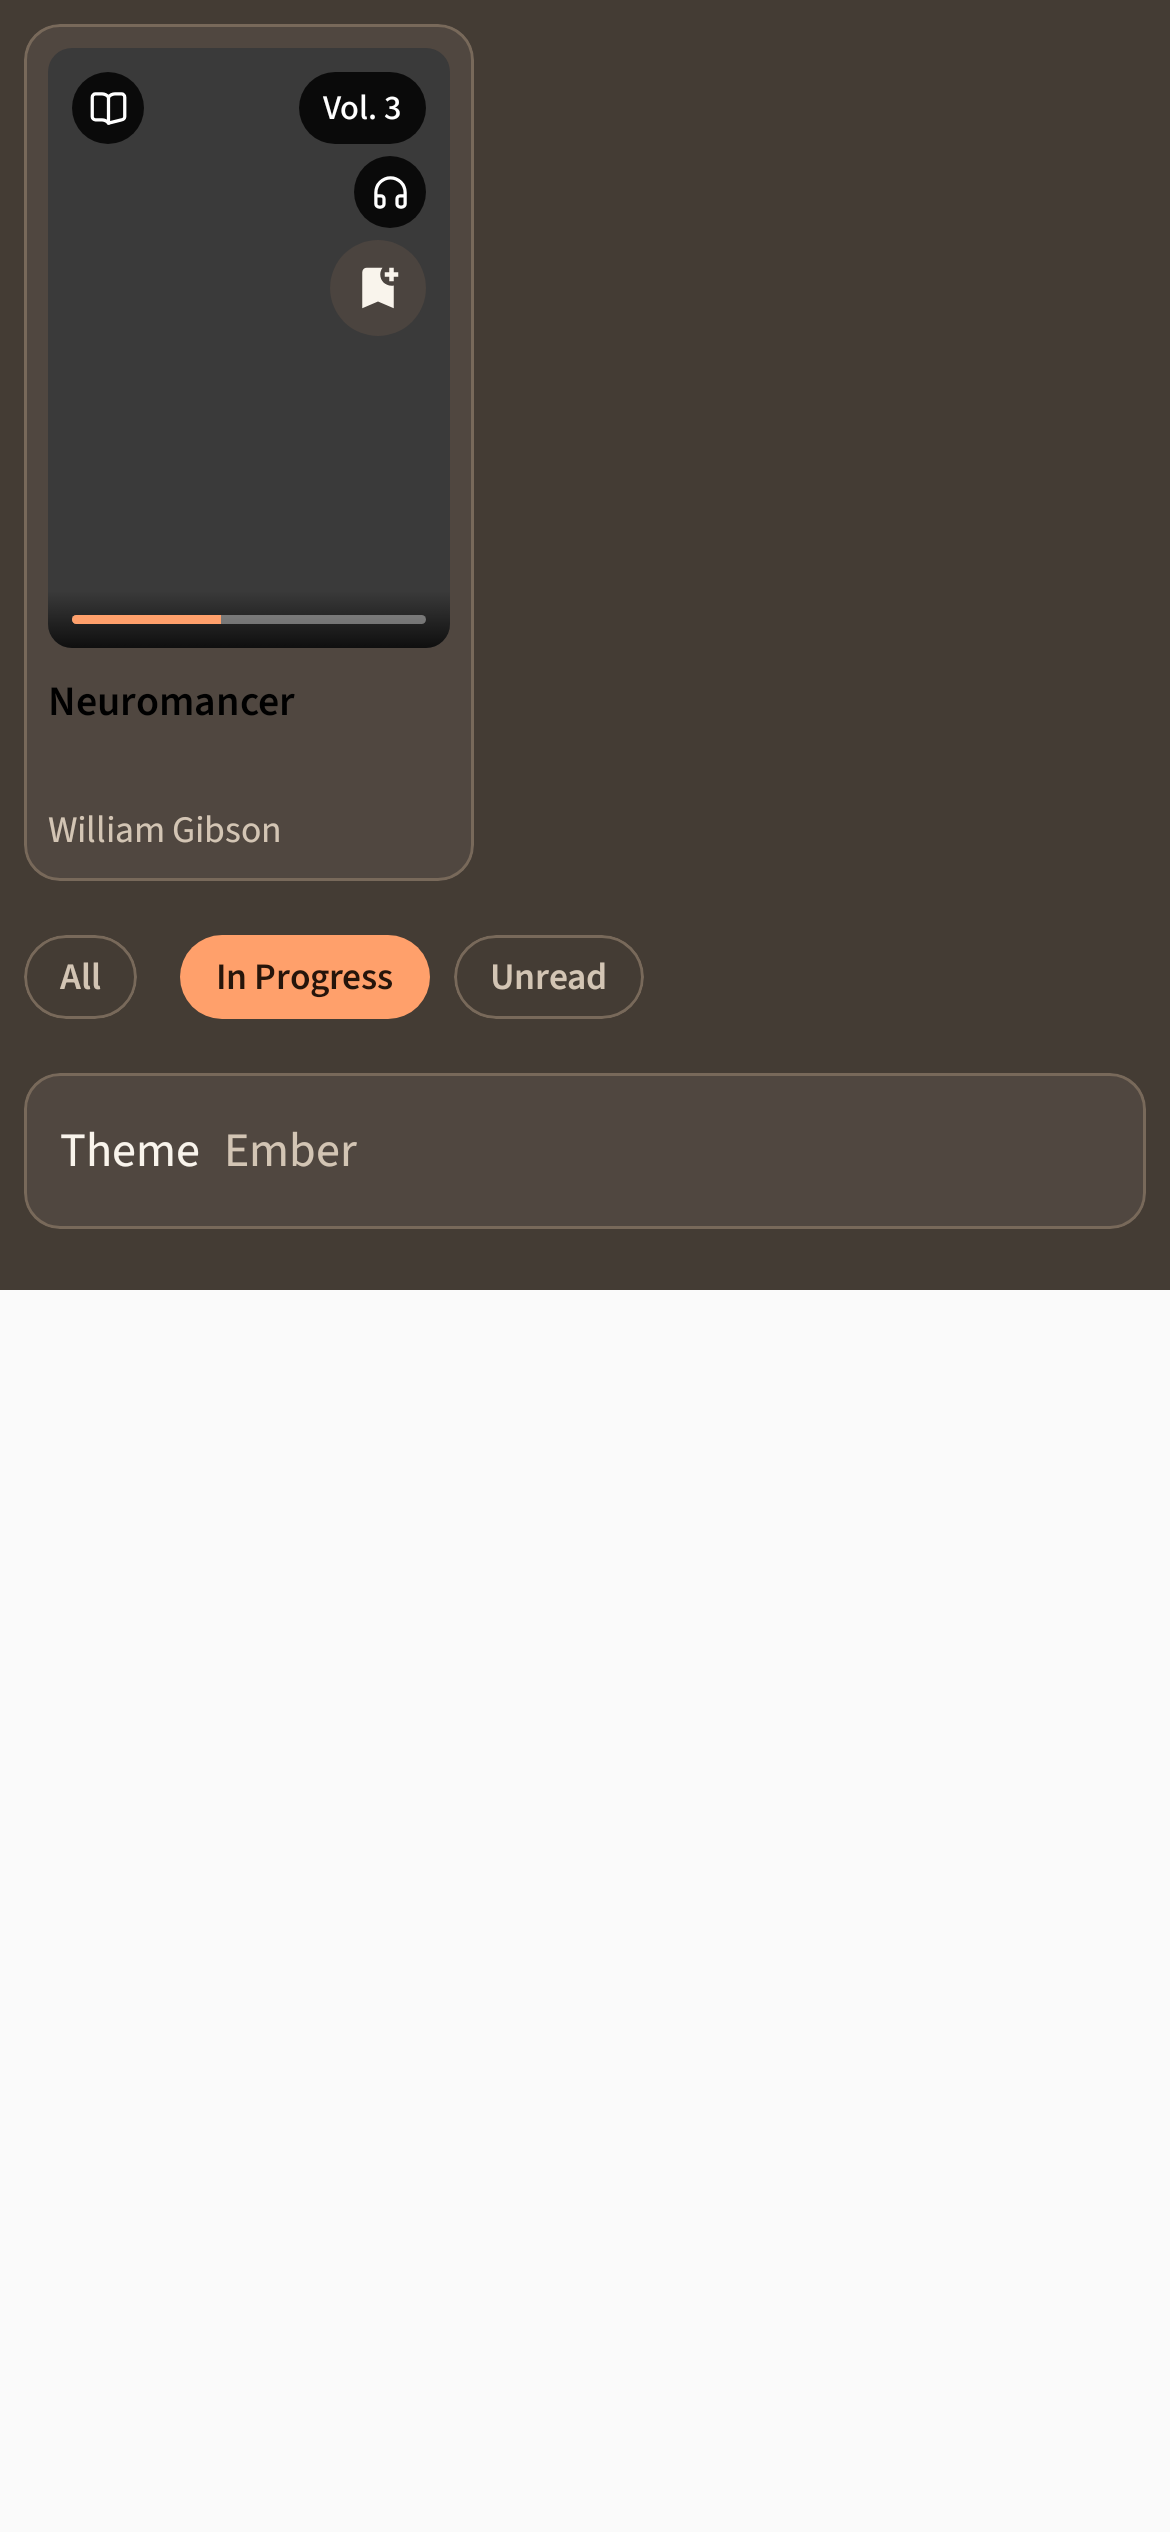 Vol. 3
Neuromancer
William Gibson
All In Progress Unread
Theme Ember